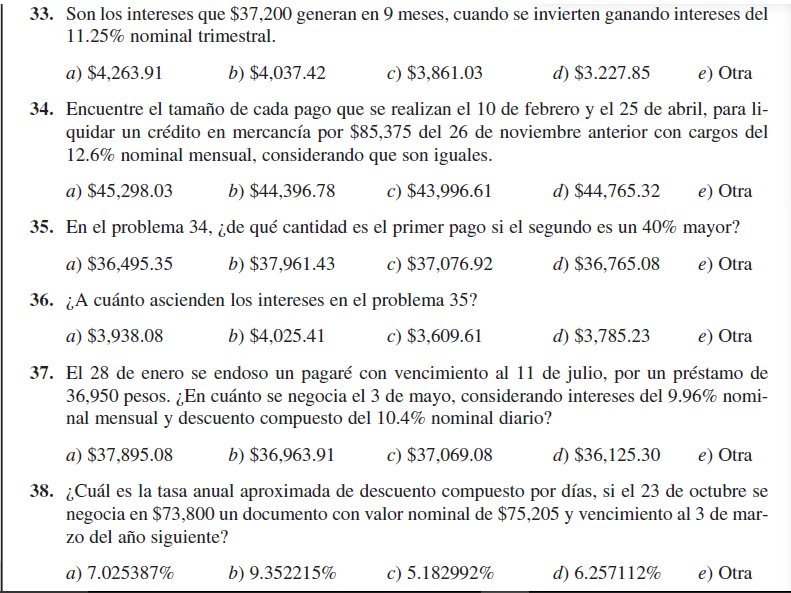 33. Son los intereses que $37,200 generan en 9 meses, cuando se invierten ganando intereses del
11.25% nominal trimestral.
a) $4,263.91 b) $4,037.42 c) $3,861.03 d) $3.227.85 e) Otra
34. Encuentre el tamaño de cada pago que se realizan el 10 de febrero y el 25 de abril, para li-
quidar un crédito en mercancía por $85,375 del 26 de noviembre anterior con cargos del
12.6% nominal mensual, considerando que son iguales.
a) $45,298.03 b) $44,396.78 c) $43,996.61 d) $44,765.32 e) Otra
35. En el problema 34, ¿de qué cantidad es el primer pago si el segundo es un 40% mayor?
a) $36,495.35 b) $37,961.43 c) $37,076.92 d) $36,765.08 e) Otra
36. ¿A cuánto ascienden los intereses en el problema 35?
a) $3,938.08 b) $4,025.41 c) $3,609.61 d) $3,785.23 e) Otra
37. El 28 de enero se endoso un pagaré con vencimiento al 11 de julio, por un préstamo de
36,950 pesos. ¿En cuánto se negocia el 3 de mayo, considerando intereses del 9.96% nomi-
nal mensual y descuento compuesto del 10.4% nominal diario?
a) $37,895.08 b) $36,963.91 c) $37,069.08 d) $36,125.30 e) Otra
38. ¿Cuál es la tasa anual aproximada de descuento compuesto por días, si el 23 de octubre se
negocia en $73,800 un documento con valor nominal de $75,205 y vencimiento al 3 de mar-
zo del año siguiente?
a) 7.025387% b) 9.352215% c) 5.182992% d) 6.257112% e) Otra